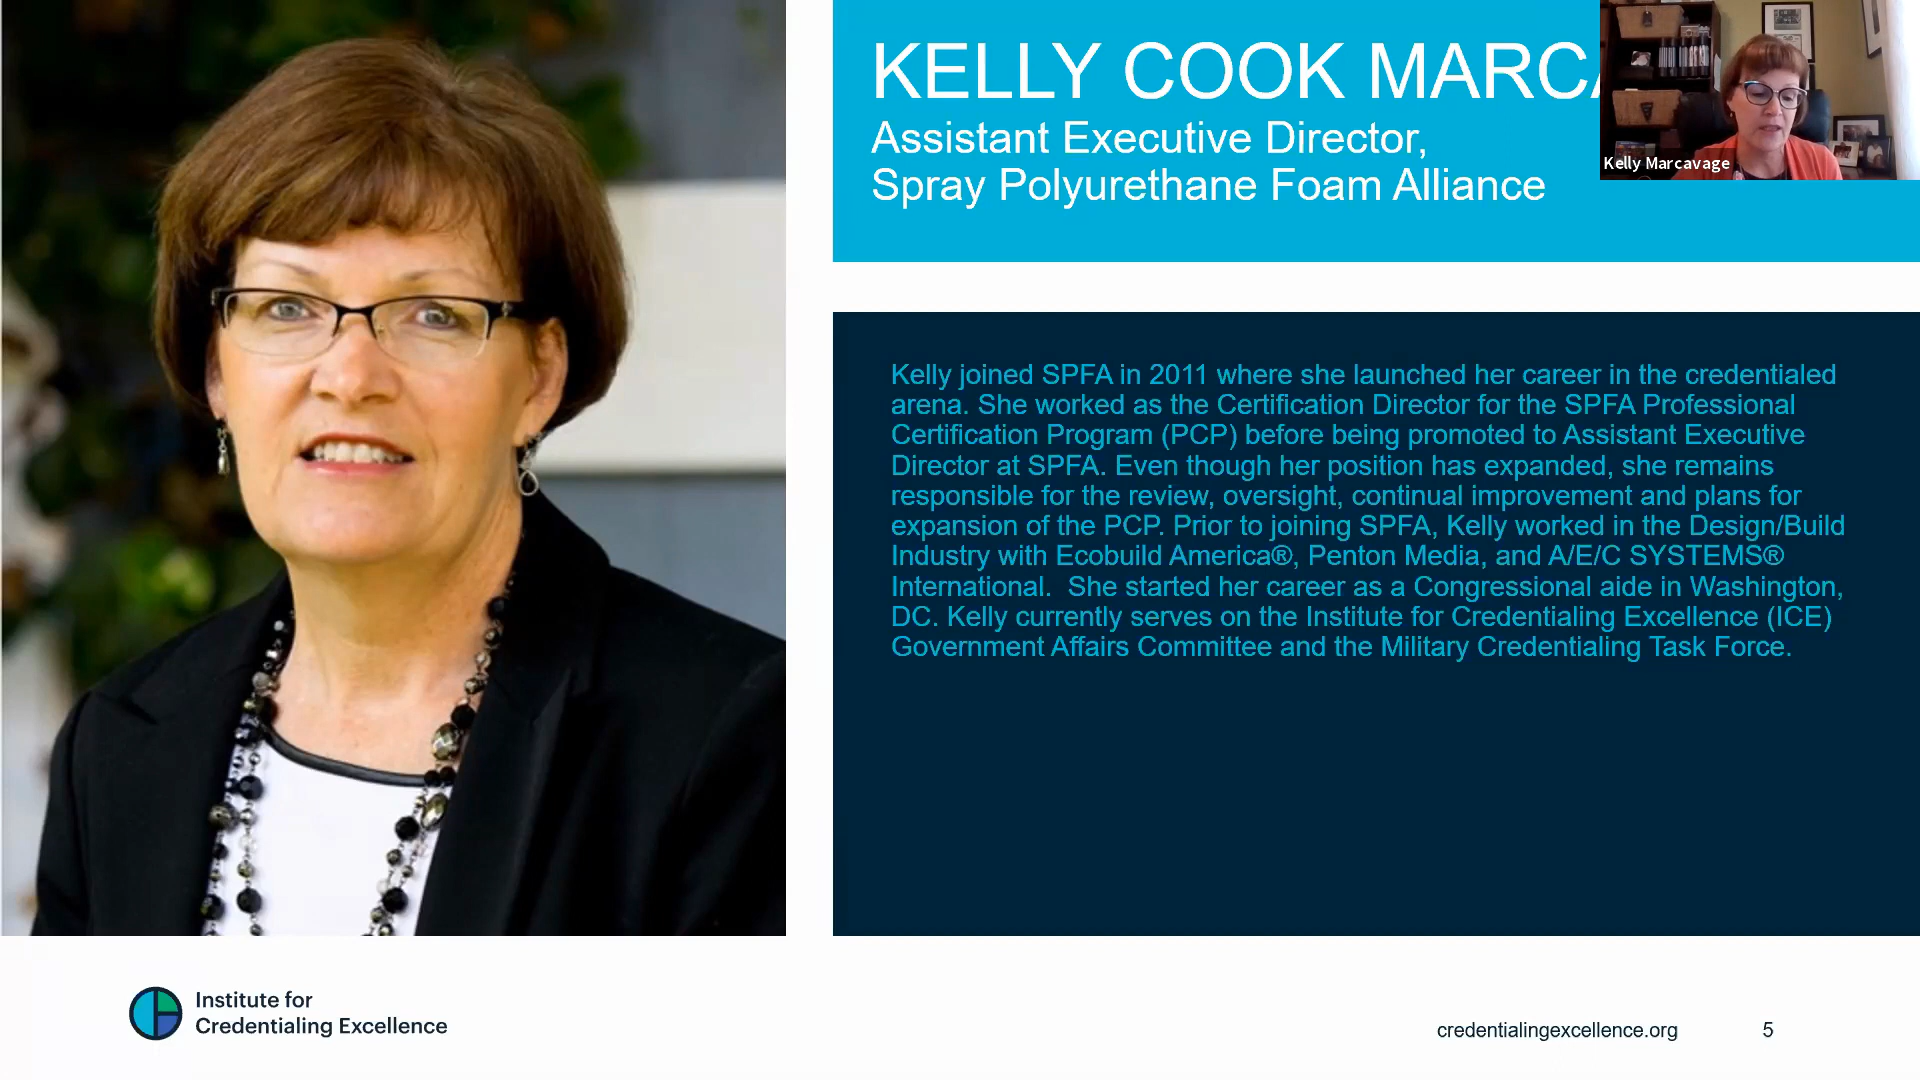 KELLY COOK MARCA
Assistant Executive Director,
Spray Polyurethane Foam Alliance
Kelly Marcavage
Kelly joined SPFA in 2011 where she launched her career in the credentialed
arena. She worked as the Certification Director for the SPFA Professional
Certification Program (PCP) before being promoted to Assistant Executive
Director at SPFA. Even though her position has expanded, she remains
responsible for the review, oversight, continual improvement and plans for
expansion of the PCP. Prior to joining SPFA, Kelly worked in the Design/Build
Industry with Ecobuild America®, Penton Media, and A/E/C SYSTEMS®
International.  She started her career as a Congressional aide in Washington,
DC. Kelly currently serves on the Institute for Credentialing Excellence (ICE)
Government Affairs Committee and the Military Credentialing Task Force.
Institute for
Credentialing Excellence
credentialingexcellence.org
5